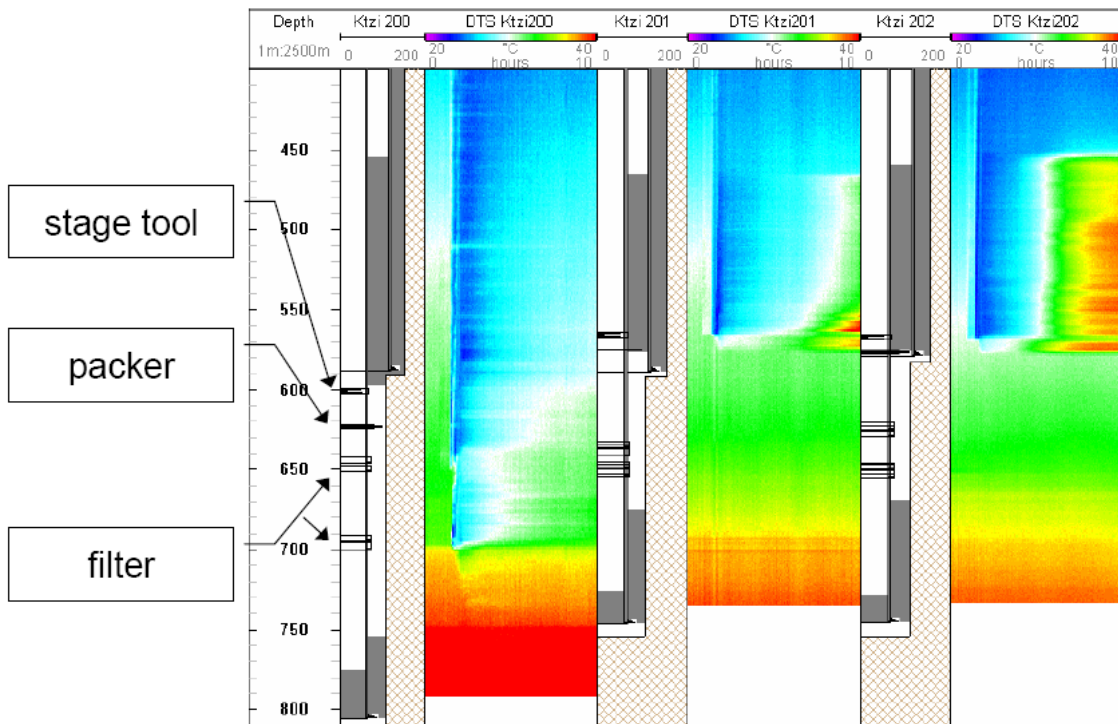 Depth Ktzi 200 DTS Ktzi200 Ktzi 201 DTS Ktzi201 Ktzi 202 DTS Ktzi202
1m:2500m 0 200 20 °C 40 0 200 20 °C 40 0 200 20 °C 40
0 hours 10 0 hours 10 0 hours 10
450
stage tool
500
550
packer
600
650
filter
700
750
800